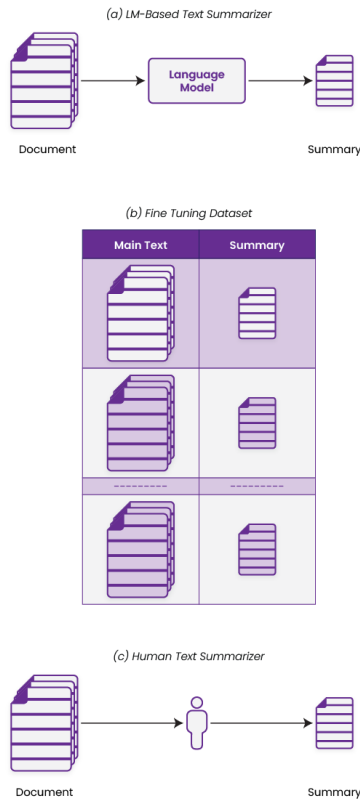 (a) LM-Based Text Summarizer
Language
Model
Document
Summary
(b) Fine Tuning Dataset
Main Text
Summary
(c) Human Text Summarizer
Document
Summary